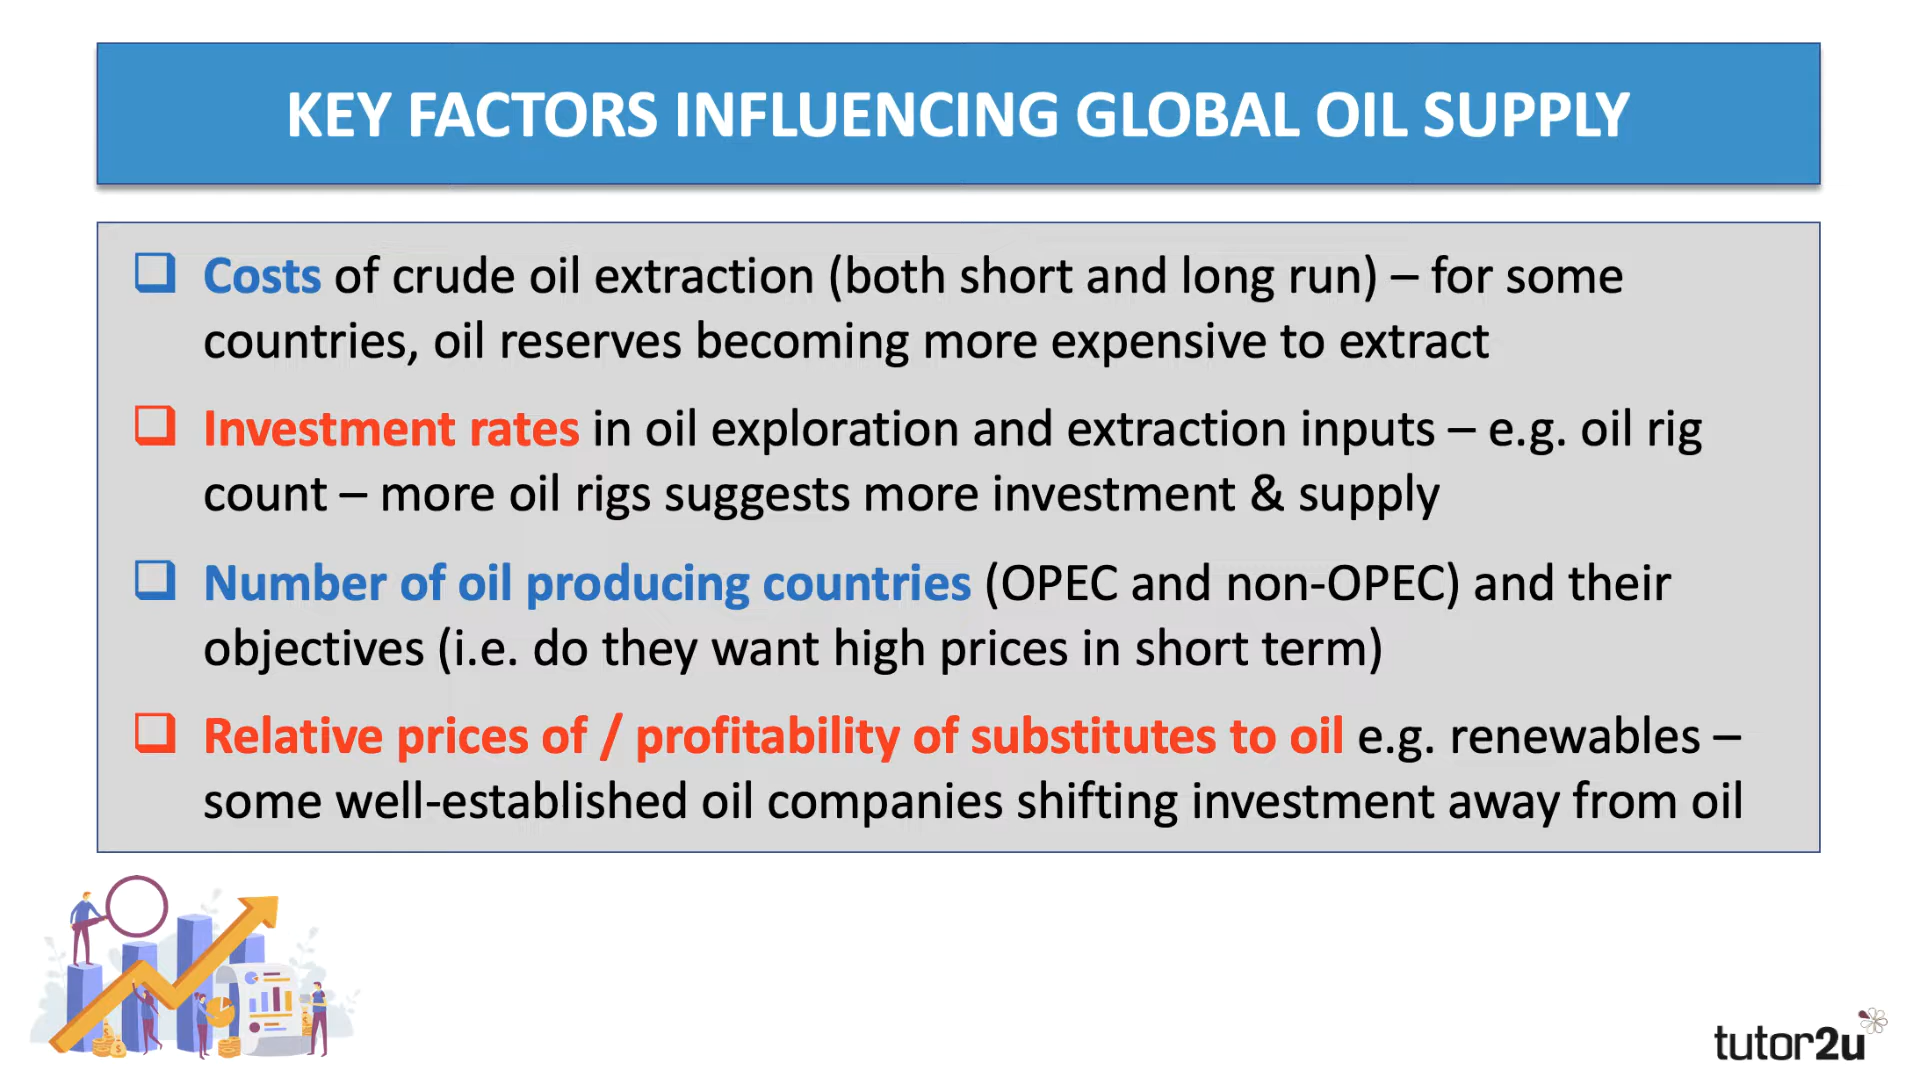 KEY FACTORS INFLUENCING GLOBAL OIL SUPPLY
Costs of crude oil extraction (both short and long run) – for some
countries, oil reserves becoming more expensive to extract
Investment rates in oil exploration and extraction inputs – e.g. oil rig
count – more oil rigs suggests more investment & supply
Number of oil producing countries (OPEC and non-OPEC) and their
objectives (i.e. do they want high prices in short term)
Relative prices of / profitability of substitutes to oil e.g. renewables –
some well-established oil companies shifting investment away from oil
tutor2u